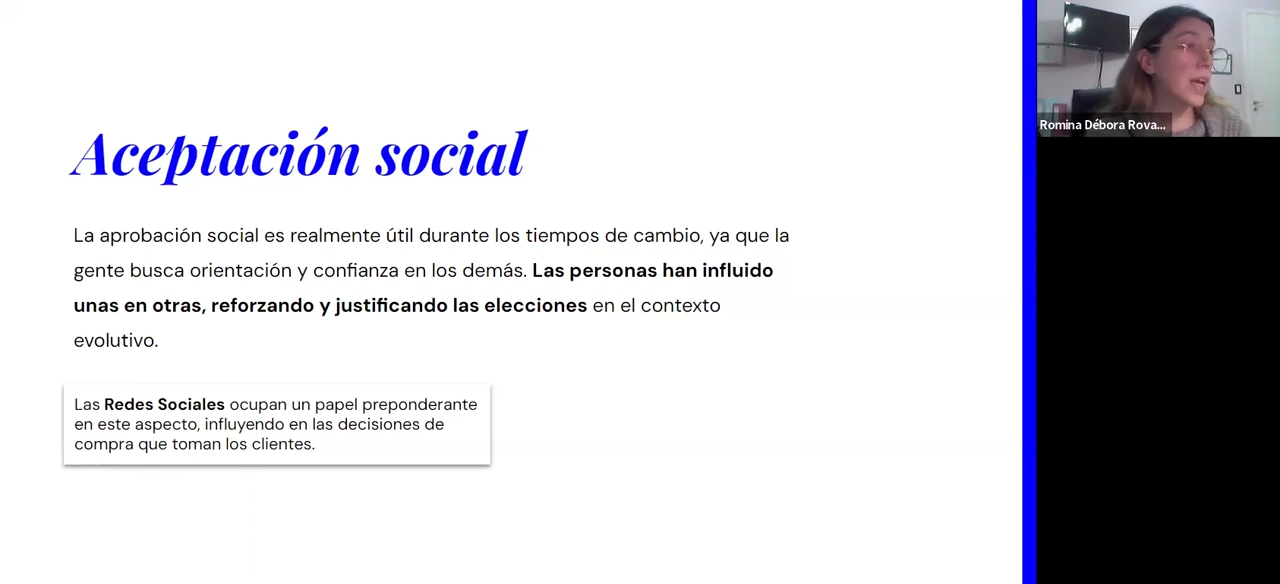 Aceptación social
La aprobación social es realmente útil durante los tiempos de cambio, ya que la
gente busca orientación y confianza en los demás. Las personas han influido
unas en otras, reforzando y justificando las elecciones en el contexto
evolutivo.
Las Redes Sociales ocupan un papel preponderante
en este aspecto, influyendo en las decisiones de
compra que toman los clientes.
Romina Débora Rova...